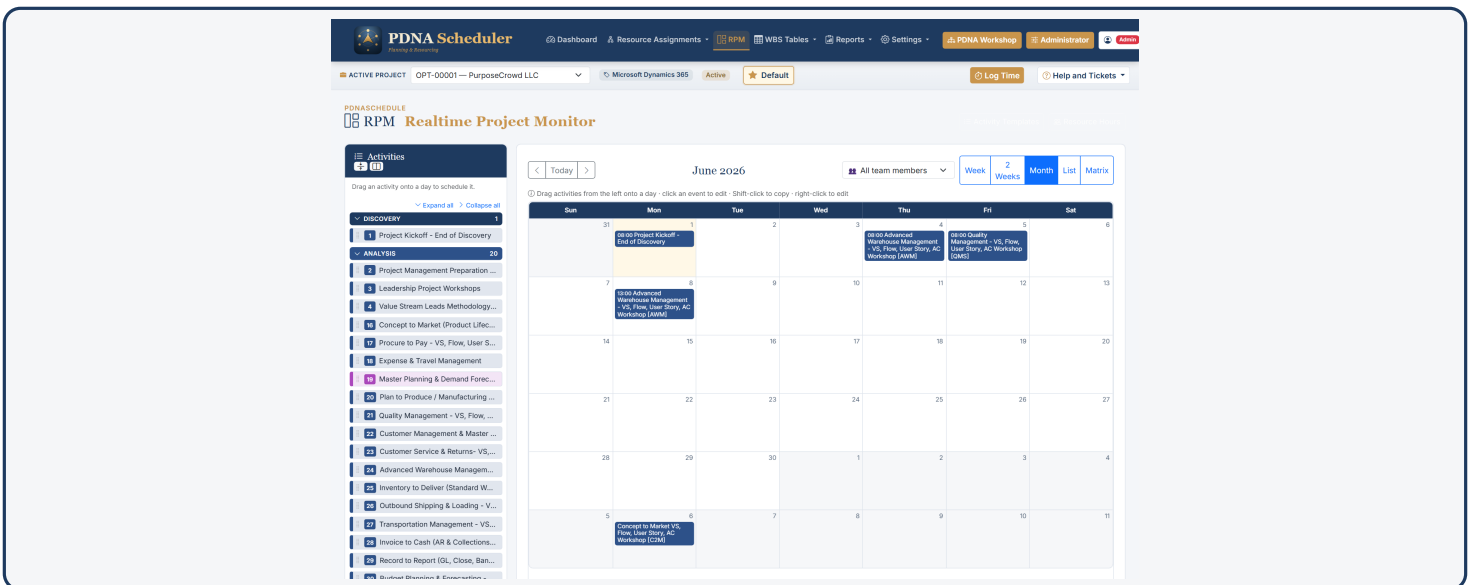 PDNA Scheduler
Planning & Resourcing
Dashboard
Resource Assignments
RPM
WBS Tables
Reports
Settings
PDNA Workshop
Administrator
Admin
ACTIVE PROJECT
OPT-00001 — PurposeCrowd LLC
Microsoft Dynamics 365
Active
Default
Log Time
Help and Tickets
PDNASCHEDULE
RPM Realtime Project Monitor
Activities
Drag an activity onto a day to schedule it.
Expand all
Collapse all
DISCOVERY 1
1 Project Kickoff - End of Discovery
ANALYSIS 20
2 Project Management Preparation ...
3 Leadership Project Workshops
4 Value Stream Leads Methodology...
16 Concept to Market (Product Lifec...
17 Procure to Pay - VS, Flow, User S...
18 Expense & Travel Management
19 Master Planning & Demand Forec...
20 Plan to Produce / Manufacturing ...
21 Quality Management - VS, Flow, ...
22 Customer Management & Master ...
23 Customer Service & Returns- VS,...
24 Advanced Warehouse Managem...
25 Inventory to Deliver (Standard W...
26 Outbound Shipping & Loading - V...
27 Transportation Management - VS...
28 Invoice to Cash (AR & Collections...
29 Record to Report (GL, Close, Ban...
30 Budget Planning & Forecasting -
Today
June 2026
All team members
Week
2
Weeks
Month
List
Matrix
Drag activities from the left onto a day · click an event to edit · Shift-click to copy · right-click to edit
Sun Mon Tue Wed Thu Fri Sat
31 1 2 3 4 5 6
08:00 Project Kickoff -
End of Discovery
08:00 Advanced
Warehouse Management
- VS, Flow, User Story, AC
Workshop [AWM]
08:00 Quality
Management - VS, Flow,
User Story, AC Workshop
[QMS]
7 8 9 10 11 12 13
13:00 Advanced
Warehouse Management
- VS, Flow, User Story, AC
Workshop [AWM]
14 15 16 17 18 19 20
21 22 23 24 25 26 27
28 29 30 1 2 3 4
5 6 7 8 9 10 11
Concept to Market VS,
Flow, User Story, AC
Workshop [C2M]